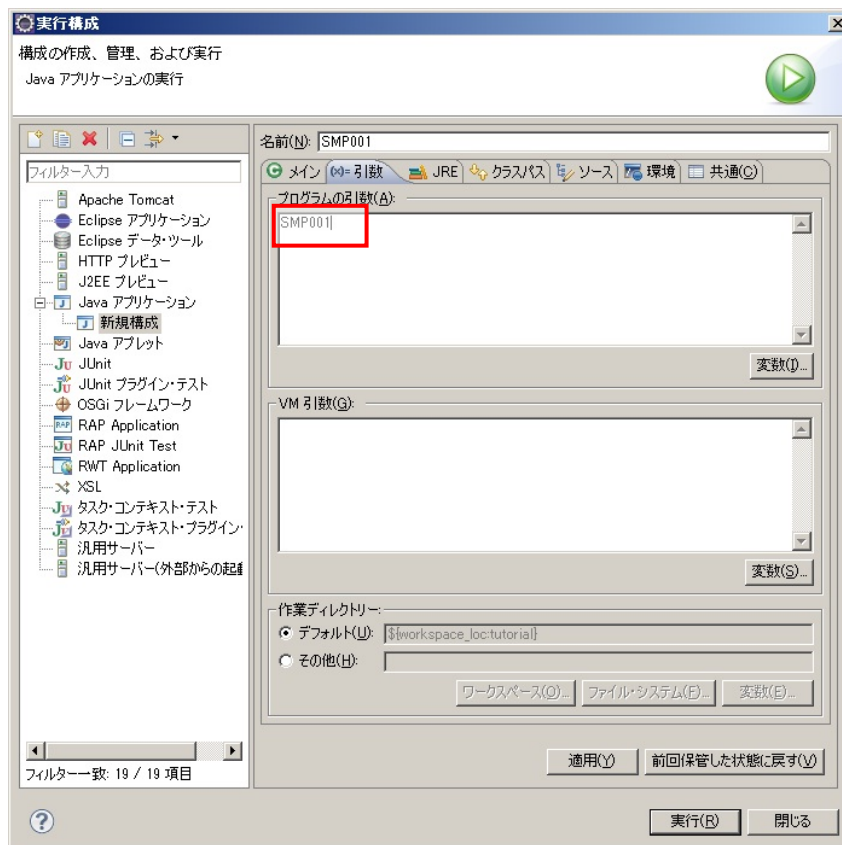 実行構成
構成の作成、管理、および実行
Java アプリケーションの実行
名前(N): SMP001
フィルター入力
メイン (x)= 引数 JRE クラスパス ソース 環境 共通(C)
Apache Tomcat
Eclipse アプリケーション
Eclipse データ・ツール
HTTP プレビュー
J2EE プレビュー
Java アプリケーション
新規構成
Java アプレット
JUnit
JUnit プラグイン・テスト
OSGi フレームワーク
RAP Application
RAP JUnit Test
RWT Application
XSL
タスク・コンテキスト・テスト
タスク・コンテキスト・プラグイン・
汎用サーバー
汎用サーバー(外部からの起動
フィルター一致: 19 / 19 項目
プログラムの引数(A):
SMP001
変数(I)...
VM 引数(G):
変数(S)...
作業ディレクトリー:
デフォルト(U): ${workspace_loc:tutorial}
その他(H):
ワークスペース(O)... ファイル・システム(F)... 変数(E)...
適用(Y) 前回保管した状態に戻す(V)
実行(R) 閉じる